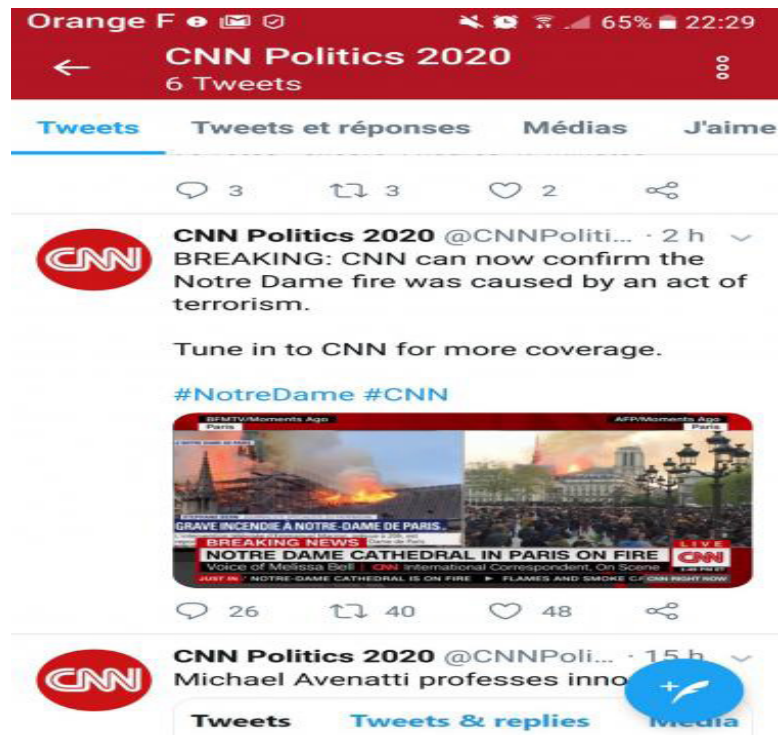 Orange F 65% 22:29
CNN Politics 2020
6 Tweets
Tweets Tweets et réponses Médias J'aime
3 3 2
CNN
CNN Politics 2020 @CNNPoliti... · 2 h
BREAKING: CNN can now confirm the
Notre Dame fire was caused by an act of
terrorism.
Tune in to CNN for more coverage.
#NotreDame #CNN
BFMTV/Moments Ago AFP/Moments Ago
Paris Paris
GRAVE INCENDIE À NOTRE-DAME DE PARIS
BREAKING NEWS LIVE
NOTRE DAME CATHEDRAL IN PARIS ON FIRE CNN
Voice of Melissa Bell CNN International Correspondent, On Scene
JUST IN NOTRE-DAME CATHEDRAL IS ON FIRE FLAMES AND SMOKE CNN RIGHT NOW
26 40 48
CNN
CNN Politics 2020 @CNNPoli... · 15 h
Michael Avenatti professes inno
Tweets Tweets & replies Media